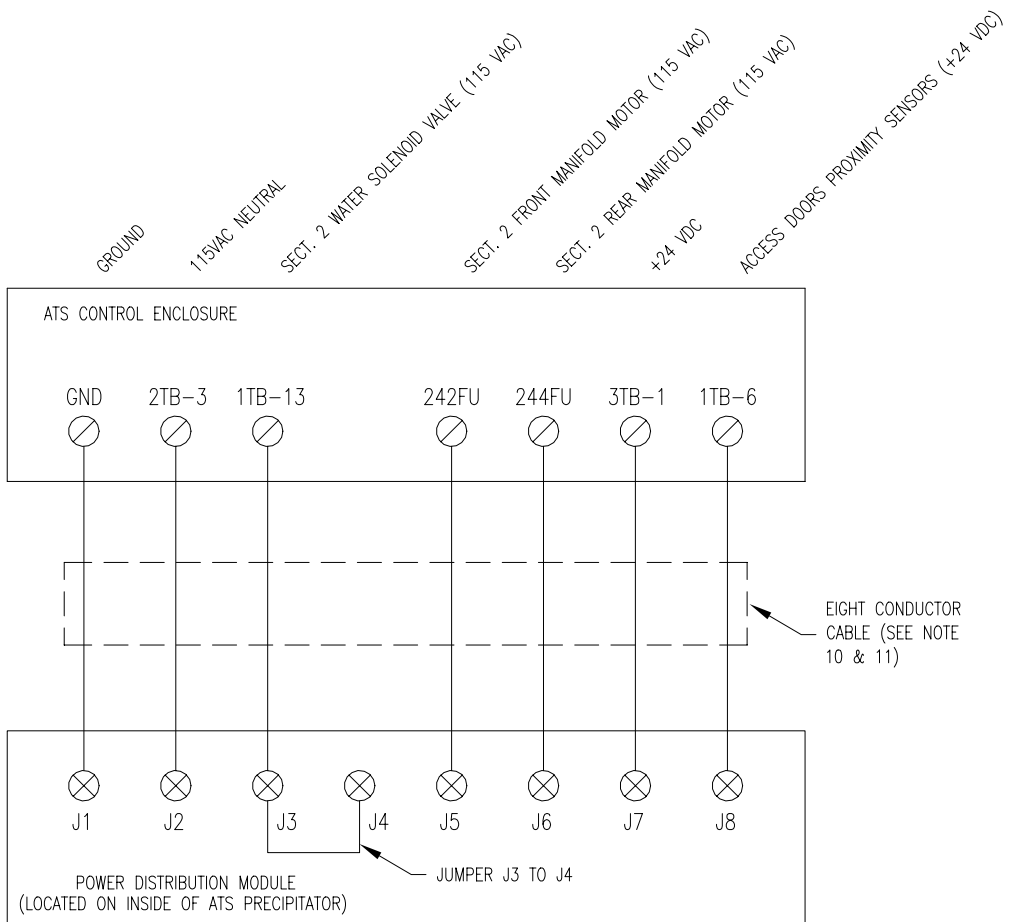 GROUND
115VAC NEUTRAL
SECT. 2 WATER SOLENOID VALVE (115 VAC)
SECT. 2 FRONT MANIFOLD MOTOR (115 VAC)
SECT. 2 REAR MANIFOLD MOTOR (115 VAC)
+24 VDC
ACCESS DOORS PROXIMITY SENSORS (+24 VDC)
ATS CONTROL ENCLOSURE
GND 2TB-3 1TB-13 242FU 244FU 3TB-1 1TB-6
EIGHT CONDUCTOR
CABLE (SEE NOTE
10 & 11)
J1 J2 J3 J4 J5 J6 J7 J8
JUMPER J3 TO J4
POWER DISTRIBUTION MODULE
(LOCATED ON INSIDE OF ATS PRECIPITATOR)